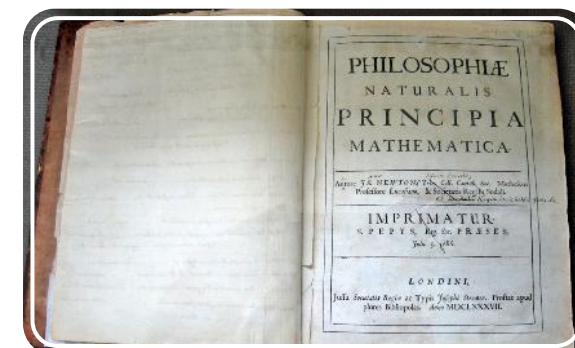 PHILOSOPHIÆ
NATURALIS
PRINCIPIA
MATHEMATICA.
Autore JS. NEWTON, Trin. Coll. Cantab. Soc. Matheseos
Professore Lucasiano, & Societatis Regalis Sodali.
IMPRIMATUR.
S. PEPYS, Reg. Soc. PRÆSES.
Julii 5. 1686.
LONDINI,
Jussu Societatis Regiæ ac Typis Josephi Streater. Prostat apud
plures Bibliopolas. Anno MDCLXXXVII.